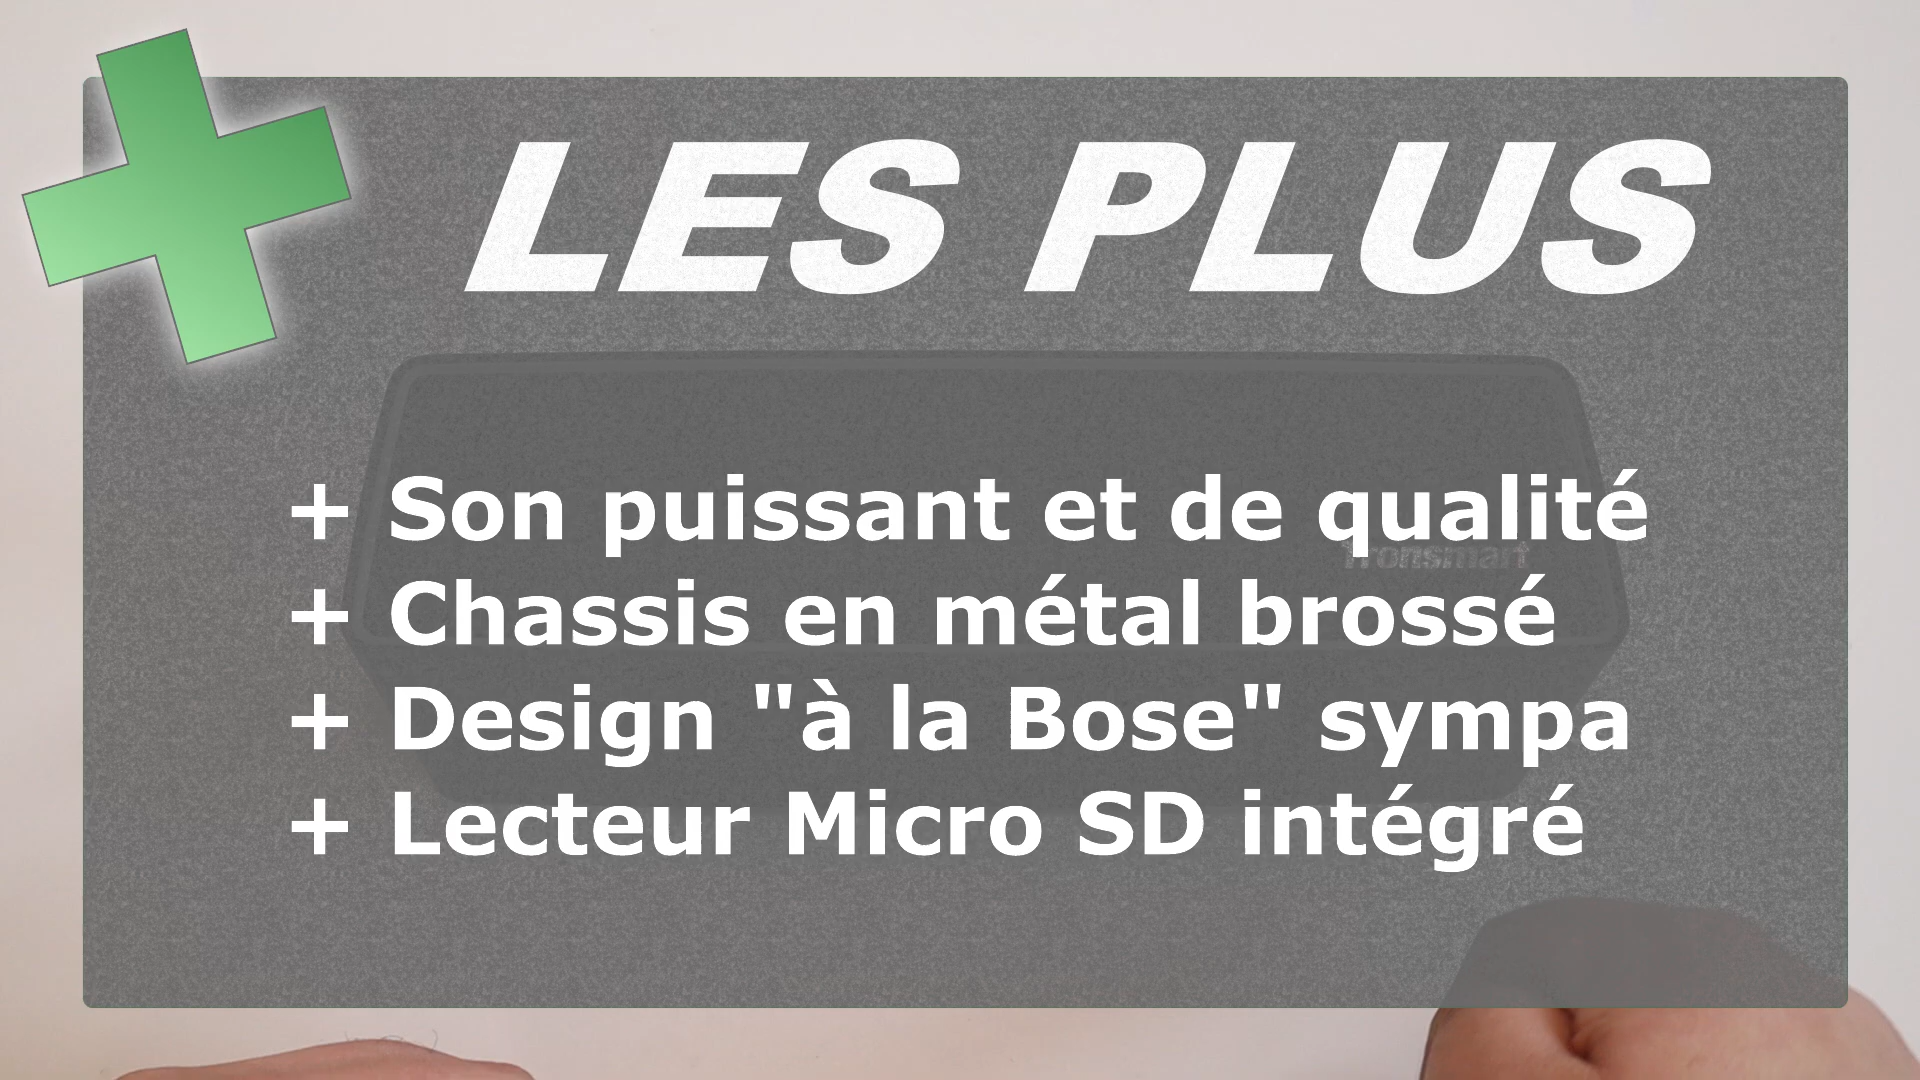 LES PLUS
+ Son puissant et de qualité
tronsmart
+ Chassis en métal brossé
+ Design "à la Bose" sympa
+ Lecteur Micro SD intégré